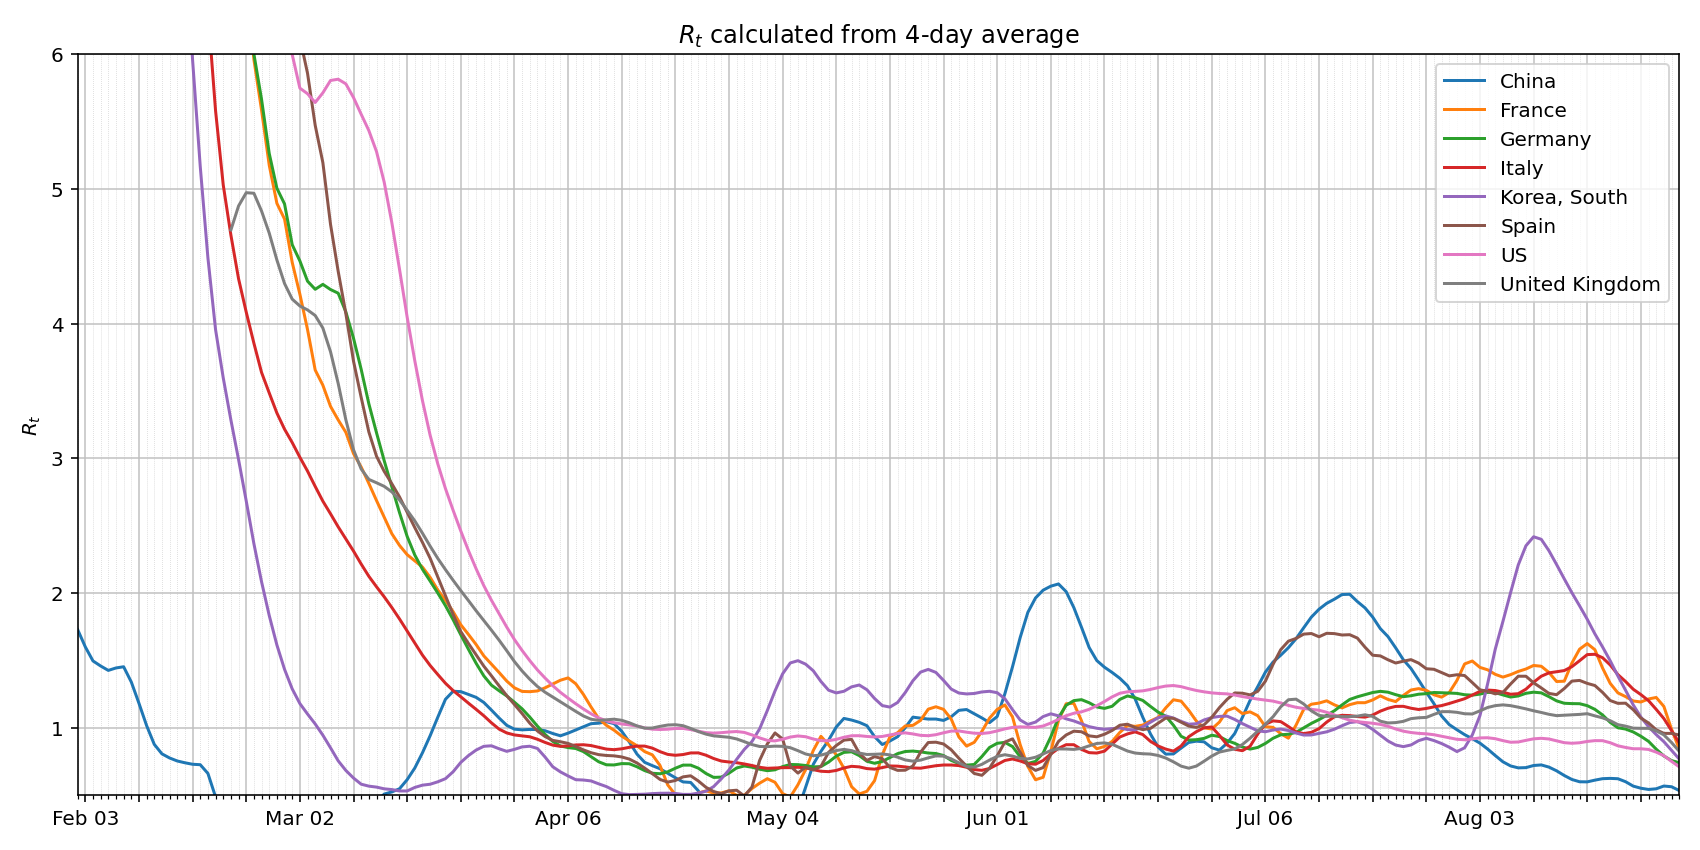 R_t calculated from 4-day average
6
5
4
3
2
1
R_t
China
France
Germany
Italy
Korea, South
Spain
US
United Kingdom
Feb 03
Mar 02
Apr 06
May 04
Jun 01
Jul 06
Aug 03